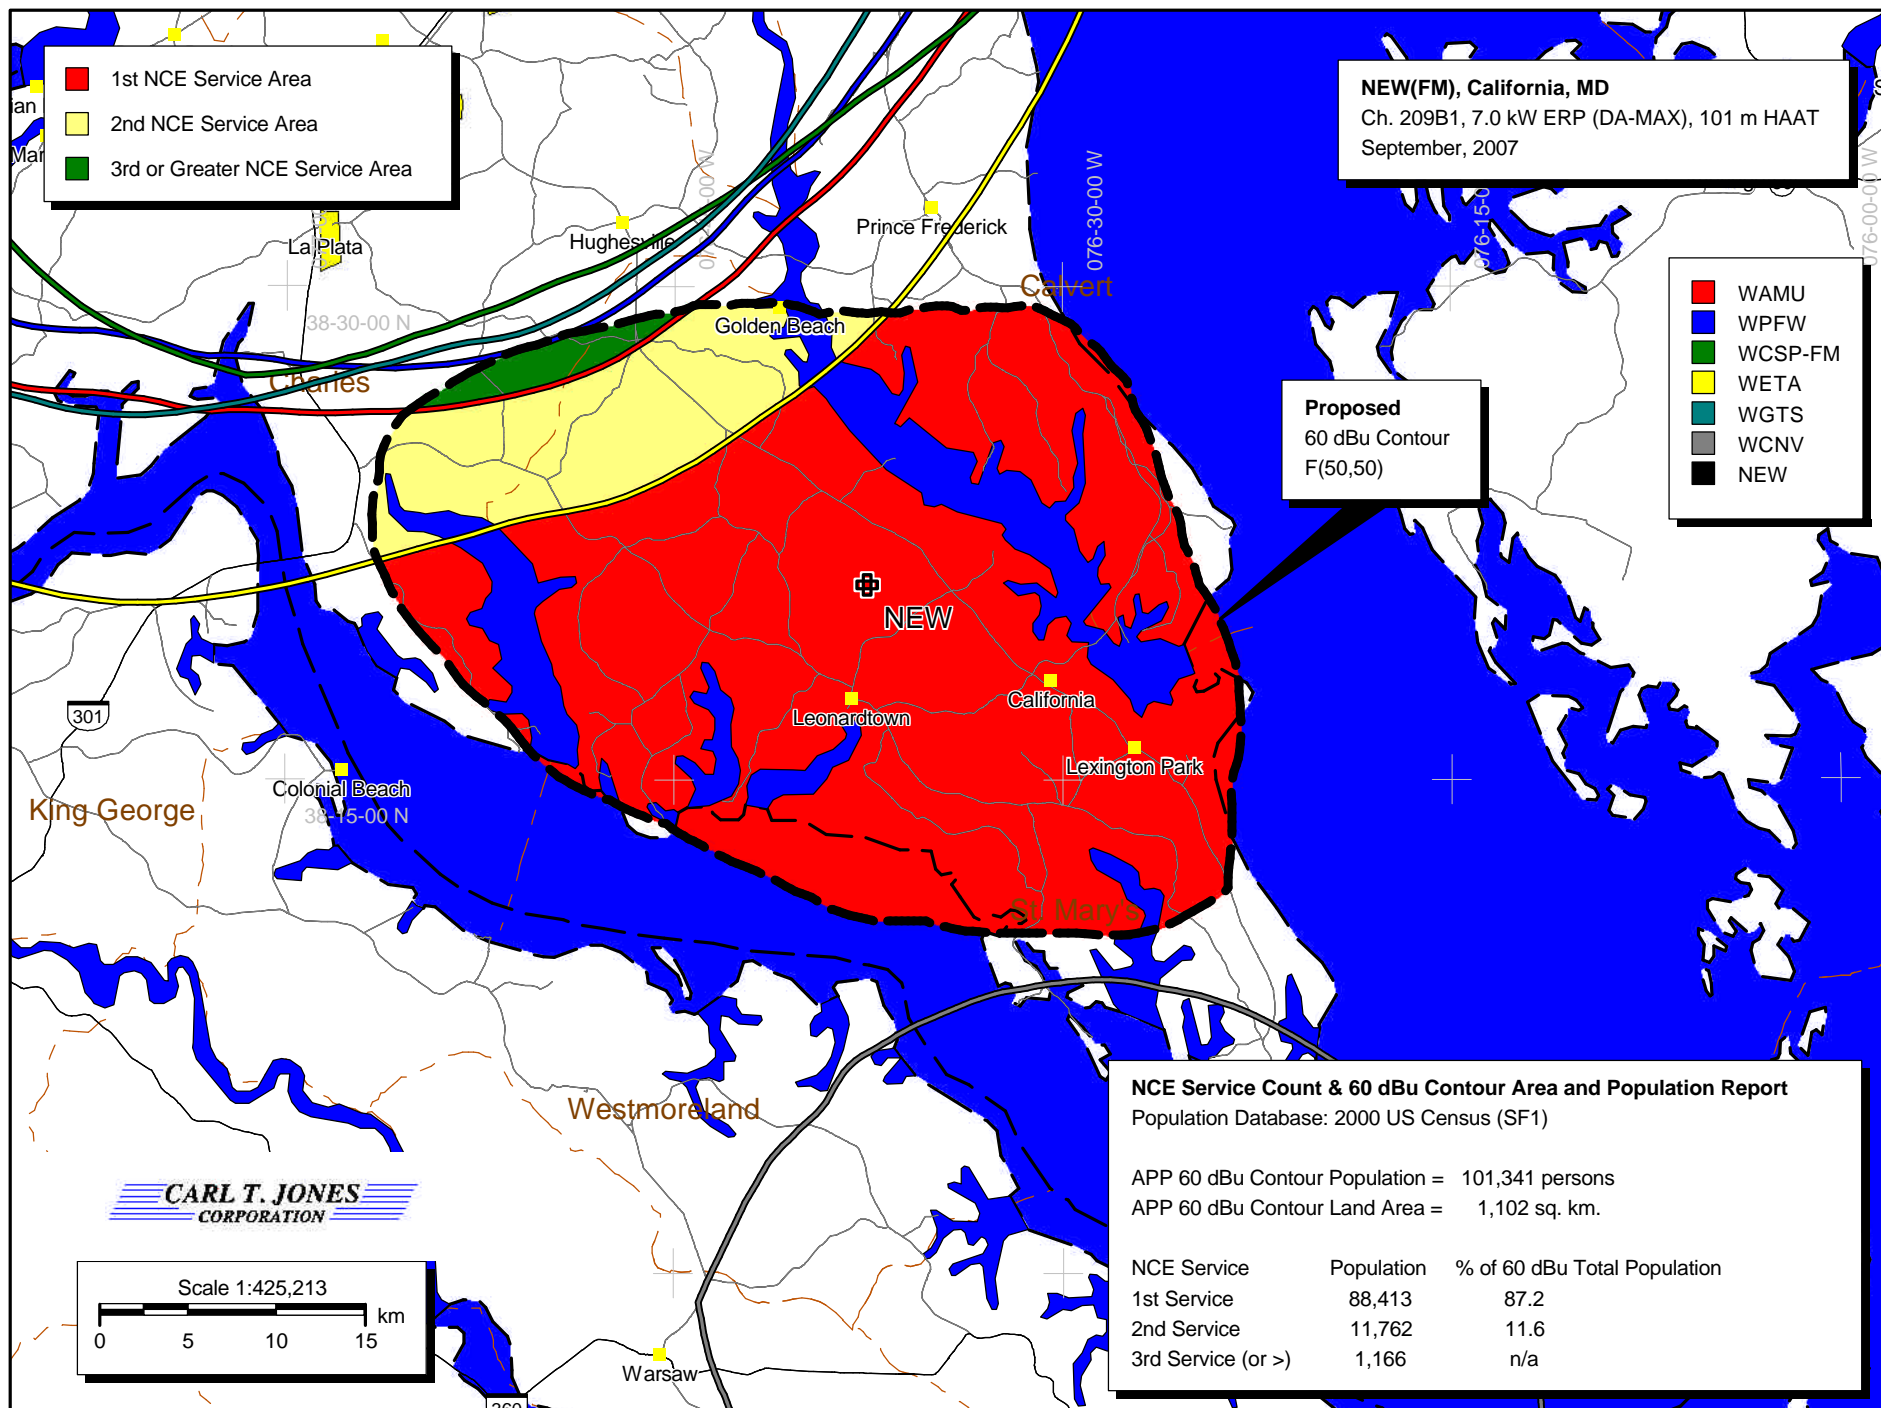 1st NCE Service Area
2nd NCE Service Area
3rd or Greater NCE Service Area
NEW(FM), California, MD
Ch. 209B1, 7.0 kW ERP (DA-MAX), 101 m HAAT
September, 2007
La Plata
Hughesville
Prince Frederick
076-30-00 W
076-00-00 W
Calvert
WAMU
WPFW
WCSP-FM
WETA
WGTS
WCNV
NEW
38-30-00 N
Golden Beach
Charles
Proposed
60 dBu Contour
F(50,50)
NEW
301
Leonardtown
California
Lexington Park
Colonial Beach
38-15-00 N
King George
St. Mary's
Westmoreland
NCE Service Count & 60 dBu Contour Area and Population Report
Population Database: 2000 US Census (SF1)
APP 60 dBu Contour Population = 101,341 persons
APP 60 dBu Contour Land Area = 1,102 sq. km.
NCE Service Population % of 60 dBu Total Population
1st Service 88,413 87.2
2nd Service 11,762 11.6
3rd Service (or >) 1,166 n/a
CARL T. JONES
CORPORATION
Scale 1:425,213
km
0 5 10 15
Warsaw
360